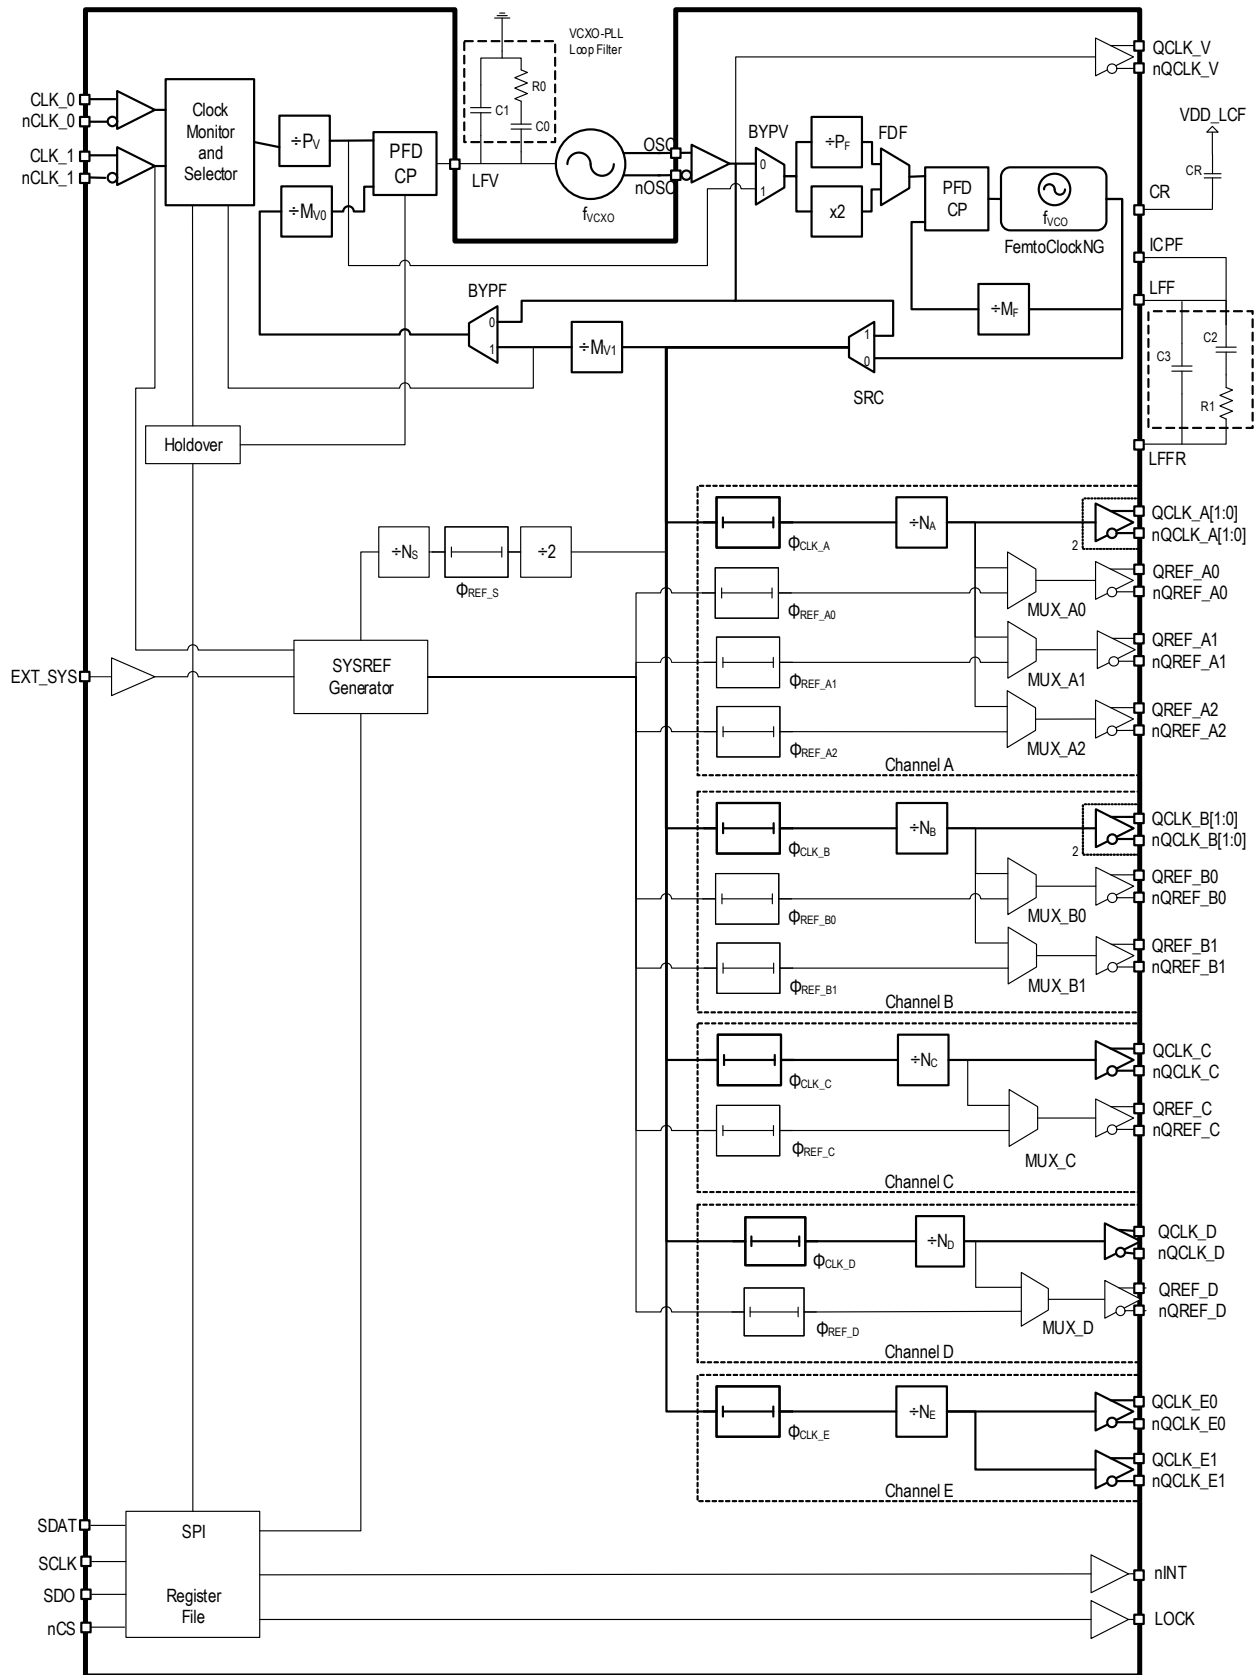 VCXO-PLL
Loop Filter
R0
C1
C0
QCLK_V
nQCLK_V
CLK_0
nCLK_0
CLK_1
nCLK_1
Clock
Monitor
and
Selector
÷PV
PFD
CP
÷MV0
LFV
fVCXO
OSC
nOSC
BYPV
0
1
÷PF
x2
FDF
PFD
CP
fVCO
FemtoClockNG
÷MF
VDD_LCF
CR
CR
ICPF
LFF
C3
C2
R1
LFFR
BYPF
0
1
÷MV1
1
0
SRC
Holdover
÷NS
ΦREF_S
÷2
EXT_SYS
SYSREF
Generator
ΦCLK_A
÷NA
2
QCLK_A[1:0]
nQCLK_A[1:0]
ΦREF_A0
MUX_A0
QREF_A0
nQREF_A0
ΦREF_A1
MUX_A1
QREF_A1
nQREF_A1
ΦREF_A2
MUX_A2
QREF_A2
nQREF_A2
Channel A
ΦCLK_B
÷NB
2
QCLK_B[1:0]
nQCLK_B[1:0]
ΦREF_B0
MUX_B0
QREF_B0
nQREF_B0
ΦREF_B1
MUX_B1
QREF_B1
nQREF_B1
Channel B
ΦCLK_C
÷NC
QCLK_C
nQCLK_C
ΦREF_C
MUX_C
QREF_C
nQREF_C
Channel C
ΦCLK_D
÷ND
QCLK_D
nQCLK_D
ΦREF_D
MUX_D
QREF_D
nQREF_D
Channel D
ΦCLK_E
÷NE
QCLK_E0
nQCLK_E0
QCLK_E1
nQCLK_E1
Channel E
SDAT
SCLK
SDO
nCS
SPI
Register
File
nINT
LOCK